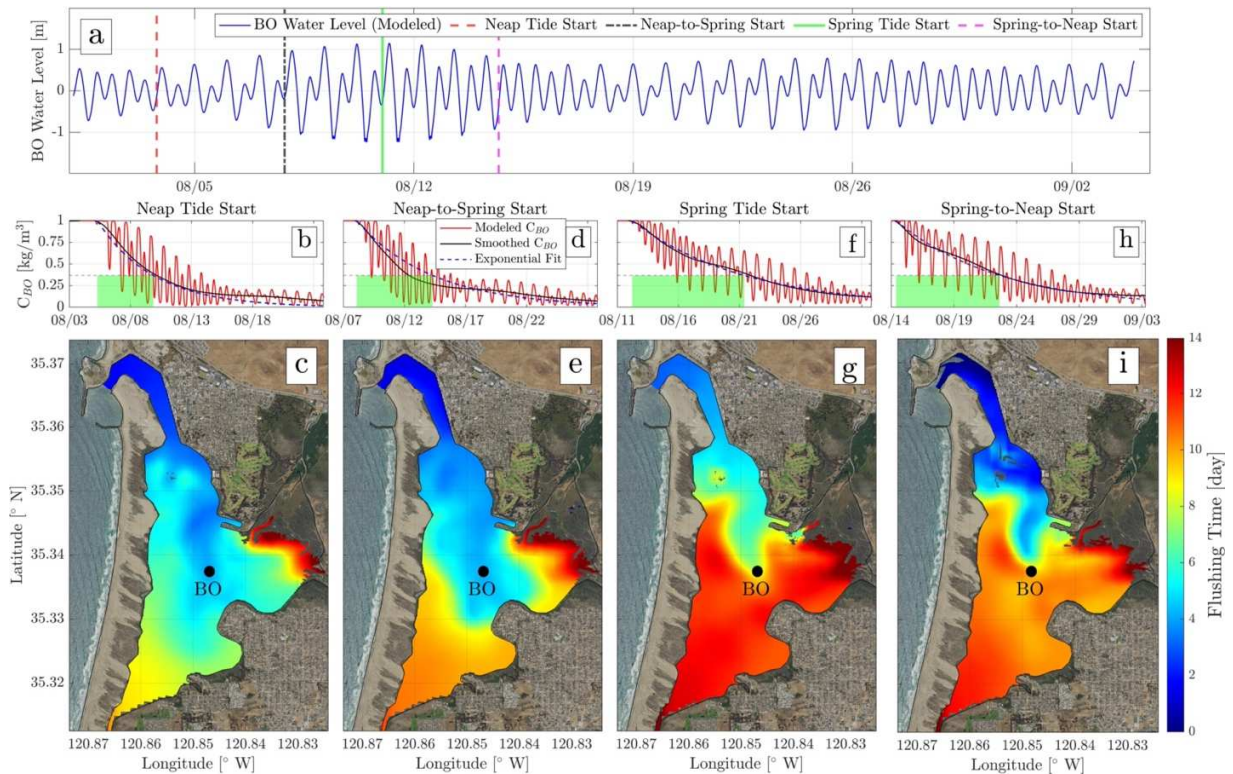 a
BO Water Level (Modeled) Neap Tide Start Neap-to-Spring Start Spring Tide Start Spring-to-Neap Start
BO Water Level [m]
1
0
-1
08/05 08/12 08/19 08/26 09/02
Neap Tide Start Neap-to-Spring Start Spring Tide Start Spring-to-Neap Start
b d f h
Modeled C_BO
Smoothed C_BO
Exponential Fit
C_BO [kg/m³]
1
0.75
0.5
0.25
0
08/03 08/08 08/13 08/18 08/07 08/12 08/17 08/22 08/11 08/16 08/21 08/26 08/31 08/14 08/19 08/24 08/29 09/03
c e g i
BO BO BO BO
Latitude [° N]
35.37
35.36
35.35
35.34
35.33
35.32
120.87 120.86 120.85 120.84 120.83 120.87 120.86 120.85 120.84 120.83 120.87 120.86 120.85 120.84 120.83 120.87 120.86 120.85 120.84 120.83
Longitude [° W] Longitude [° W] Longitude [° W] Longitude [° W]
Flushing Time [day]
14
12
10
8
6
4
2
0